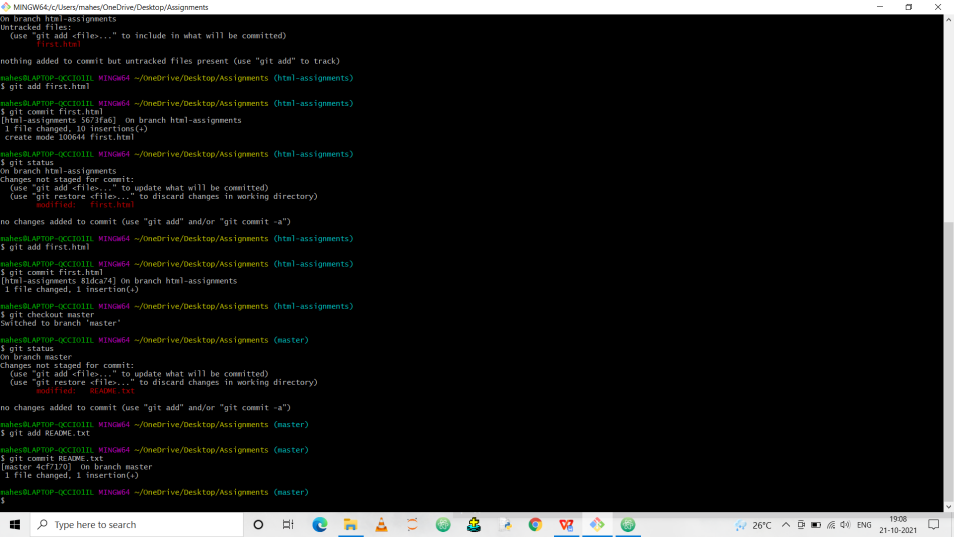 MINGW64:/c/Users/mahes/OneDrive/Desktop/Assignments
On branch html-assignments
Untracked files:
(use "git add <file>..." to include in what will be committed)
first.html
nothing added to commit but untracked files present (use "git add" to track)
mahes@LAPTOP-QCCIO1IL MINGW64 ~/OneDrive/Desktop/Assignments (html-assignments)
$ git add first.html
mahes@LAPTOP-QCCIO1IL MINGW64 ~/OneDrive/Desktop/Assignments (html-assignments)
$ git commit first.html
[html-assignments 5673fa6]  On branch html-assignments
1 file changed, 10 insertions(+)
create mode 100644 first.html
mahes@LAPTOP-QCCIO1IL MINGW64 ~/OneDrive/Desktop/Assignments (html-assignments)
$ git status
On branch html-assignments
Changes not staged for commit:
(use "git add <file>..." to update what will be committed)
(use "git restore <file>..." to discard changes in working directory)
modified:   first.html
no changes added to commit (use "git add" and/or "git commit -a")
mahes@LAPTOP-QCCIO1IL MINGW64 ~/OneDrive/Desktop/Assignments (html-assignments)
$ git add first.html
mahes@LAPTOP-QCCIO1IL MINGW64 ~/OneDrive/Desktop/Assignments (html-assignments)
$ git commit first.html
[html-assignments 81dca74] On branch html-assignments
1 file changed, 1 insertion(+)
mahes@LAPTOP-QCCIO1IL MINGW64 ~/OneDrive/Desktop/Assignments (html-assignments)
$ git checkout master
Switched to branch 'master'
mahes@LAPTOP-QCCIO1IL MINGW64 ~/OneDrive/Desktop/Assignments (master)
$ git status
On branch master
Changes not staged for commit:
(use "git add <file>..." to update what will be committed)
(use "git restore <file>..." to discard changes in working directory)
modified:   README.txt
no changes added to commit (use "git add" and/or "git commit -a")
mahes@LAPTOP-QCCIO1IL MINGW64 ~/OneDrive/Desktop/Assignments (master)
$ git add README.txt
mahes@LAPTOP-QCCIO1IL MINGW64 ~/OneDrive/Desktop/Assignments (master)
$ git commit README.txt
[master 4cf7170]  On branch master
1 file changed, 1 insertion(+)
mahes@LAPTOP-QCCIO1IL MINGW64 ~/OneDrive/Desktop/Assignments (master)
$
Type here to search
26°C
ENG
19:08
21-10-2021